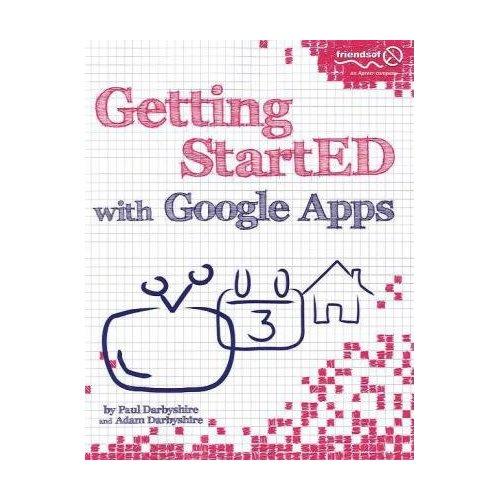 friendsof
an Apress company
Getting
StartED
with Google Apps
3
by Paul Darbyshire
and Adam Darbyshire